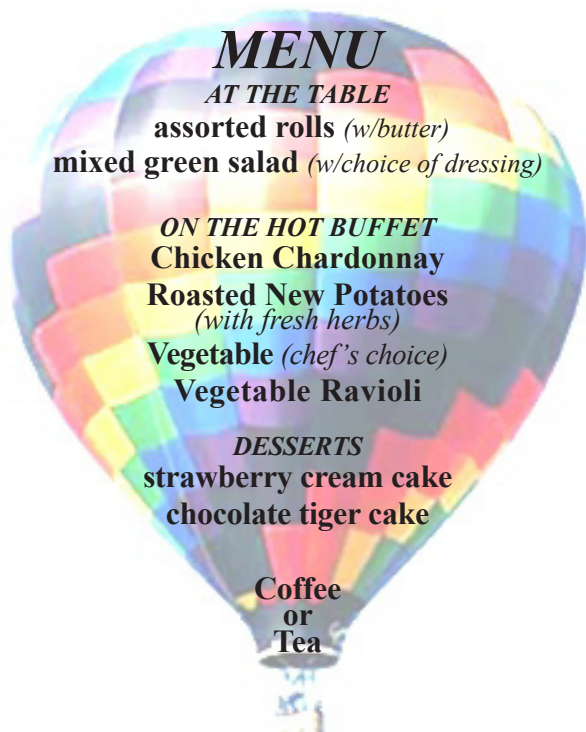 MENU
AT THE TABLE
assorted rolls (w/butter)
mixed green salad (w/choice of dressing)
ON THE HOT BUFFET
Chicken Chardonnay
Roasted New Potatoes
(with fresh herbs)
Vegetable (chef's choice)
Vegetable Ravioli
DESSERTS
strawberry cream cake
chocolate tiger cake
Coffee
or
Tea